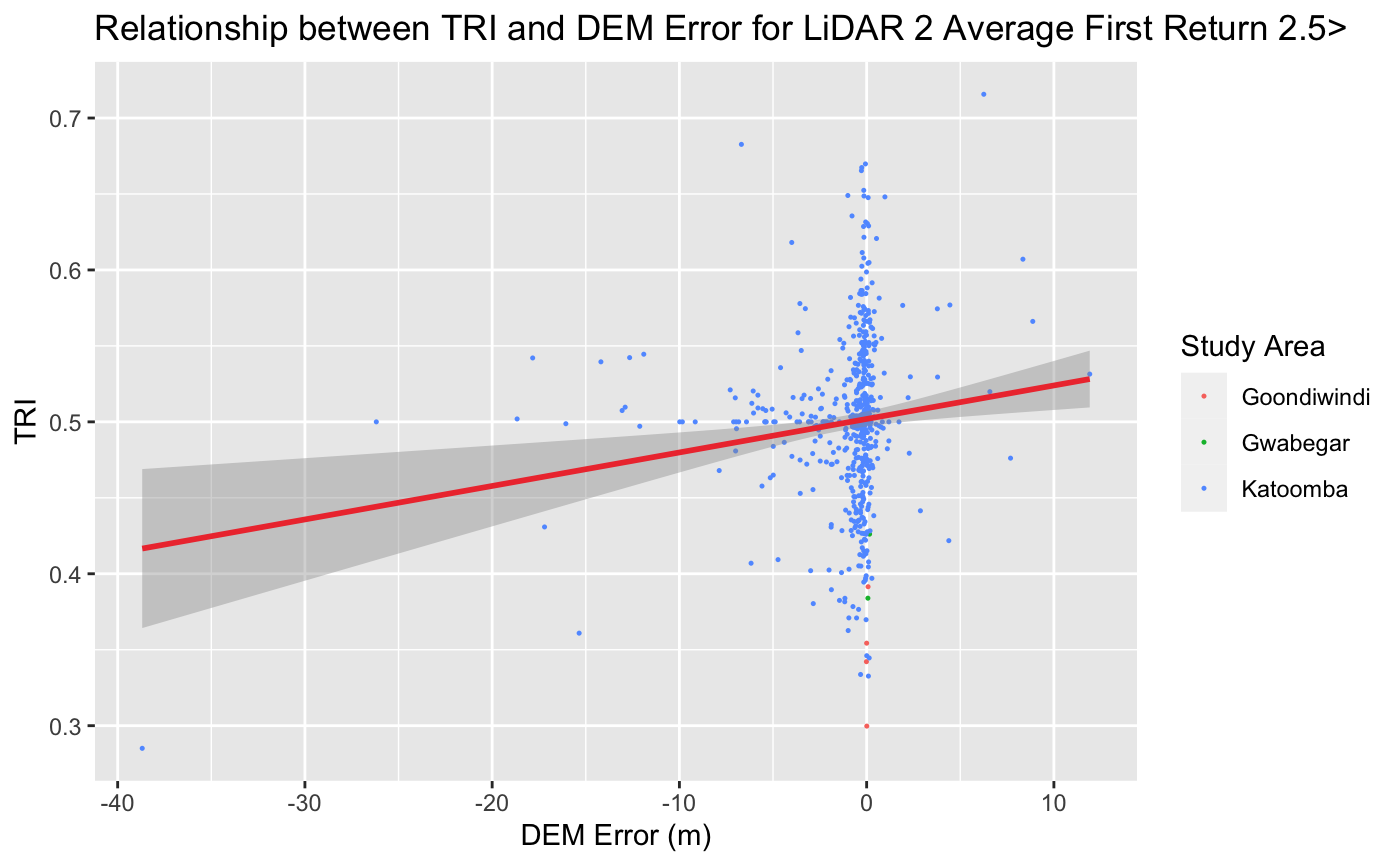 Relationship between TRI and DEM Error for LiDAR 2 Average First Return 2.5>
0.7
0.6
0.5
0.4
0.3
TRI
-40 -30 -20 -10 0 10
DEM Error (m)
Study Area
Goondiwindi
Gwabegar
Katoomba